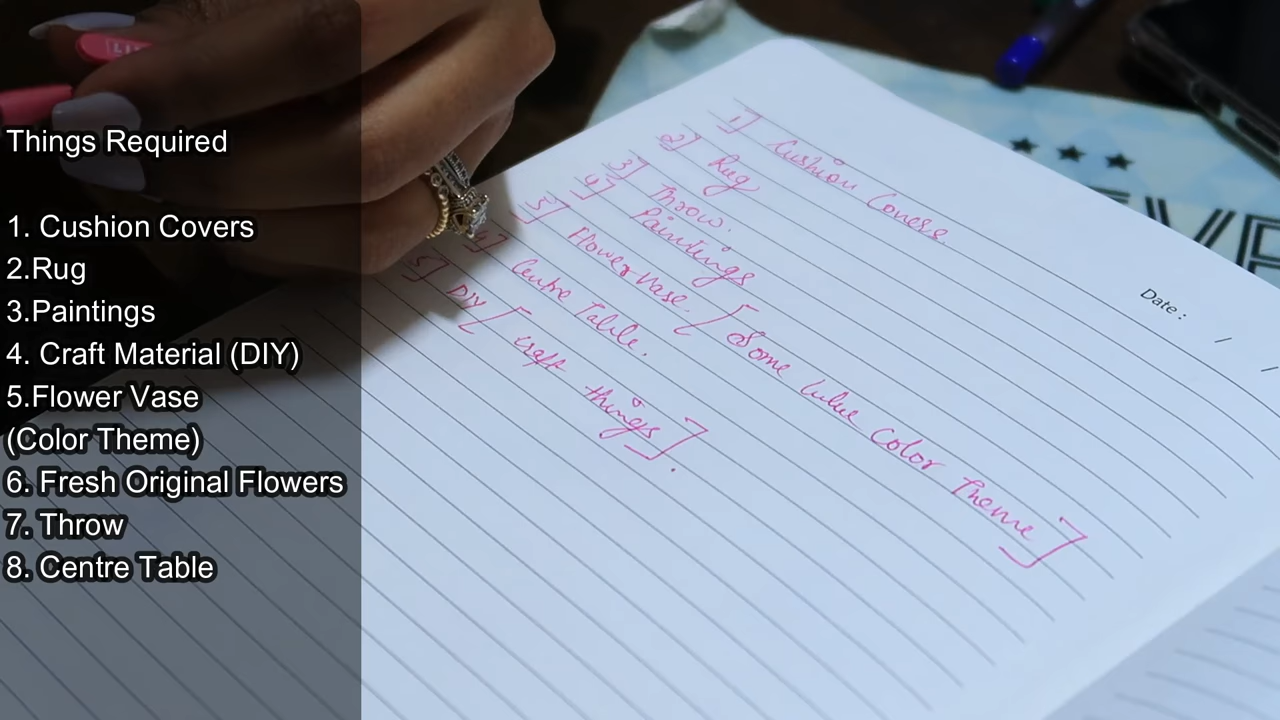 LI
Things Required
1. Cushion Covers
2.Rug
3.Paintings
4. Craft Material (DIY)
5.Flower Vase
(Color Theme)
6. Fresh Original Flowers
7. Throw
8. Centre Table
1] Cushion Covers
2] Rug
3] Throw.
4] Paintings
5] Flower Vase. [Some Color Theme]
4] Centre Table.
5] DIY [craft things].
Date: / /
EVE